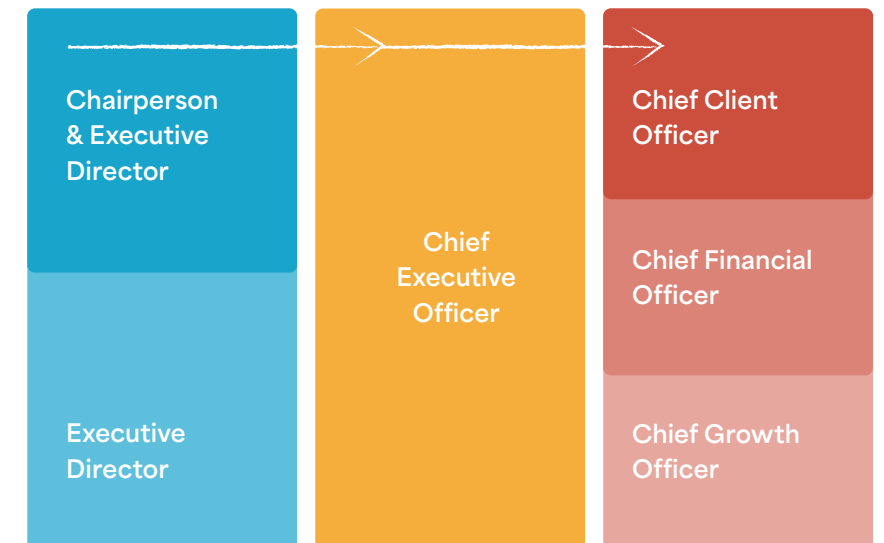 Chairperson
& Executive
Director
Executive
Director
Chief
Executive
Officer
Chief Client
Officer
Chief Financial
Officer
Chief Growth
Officer